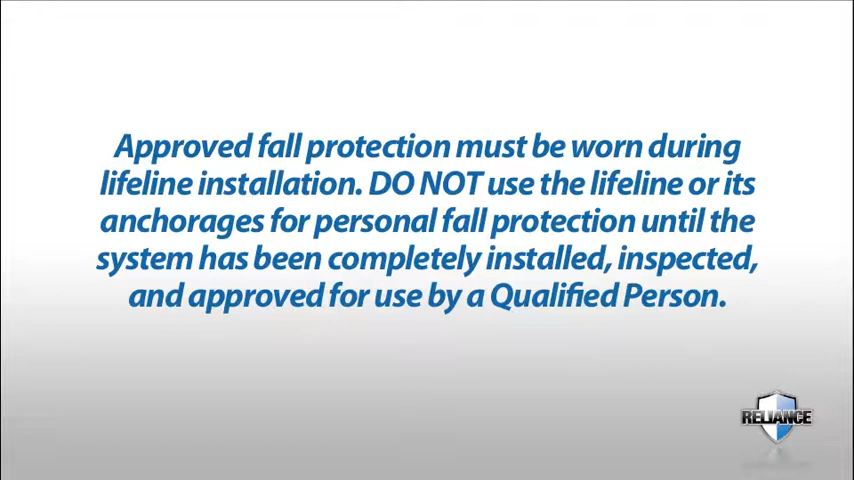 Approved fall protection must be worn during
lifeline installation. DO NOT use the lifeline or its
anchorages for personal fall protection until the
system has been completely installed, inspected,
and approved for use by a Qualified Person.
RELIANCE